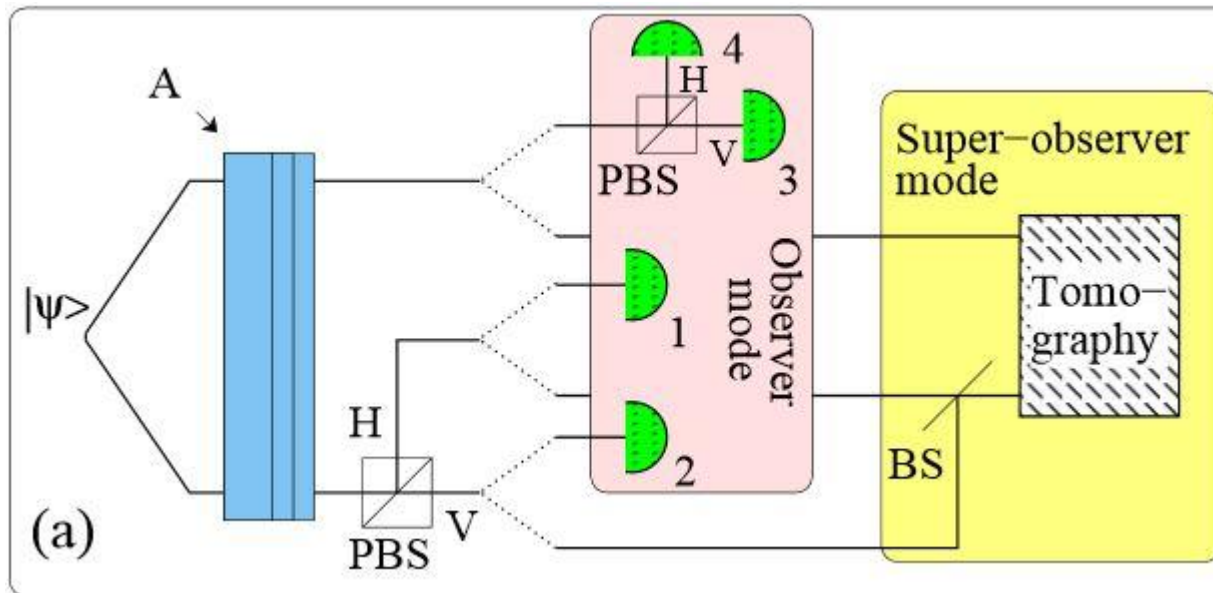 A
|ψ>
H
PBS
V
(a)
4
H
PBS
V
3
1
2
Observer
mode
Super-observer
mode
Tomo-
graphy
BS